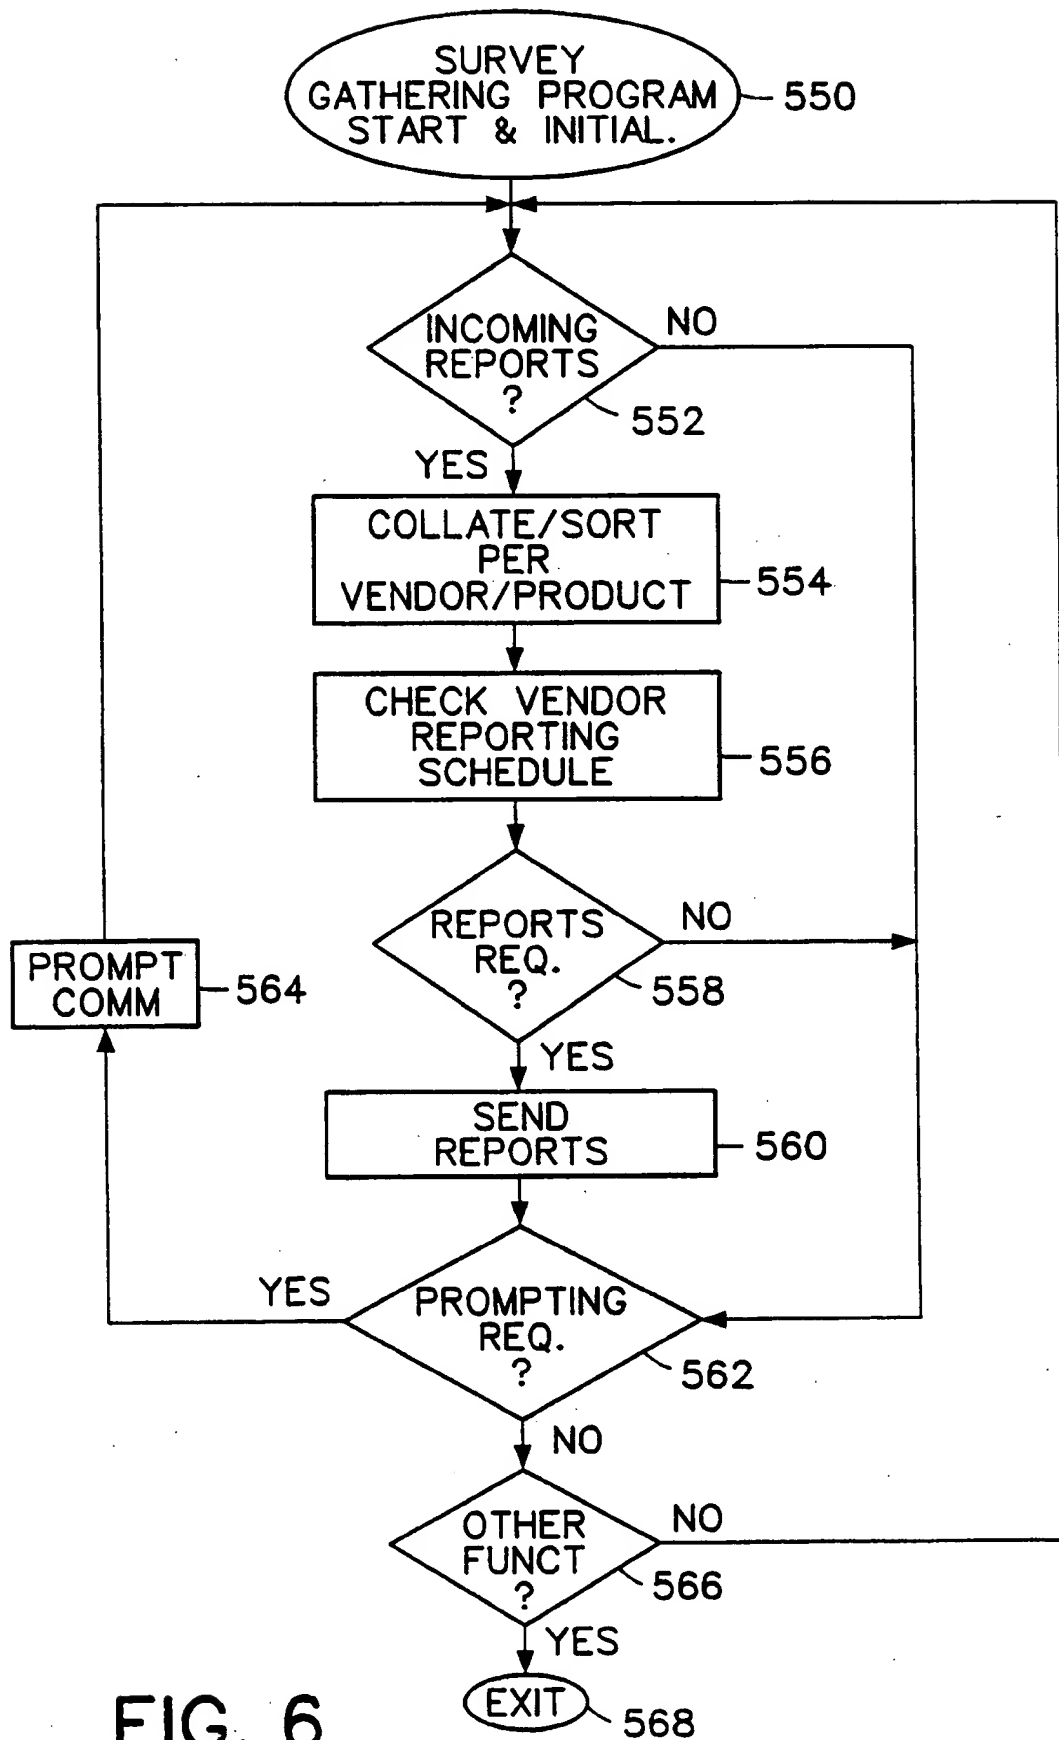 SURVEY
GATHERING PROGRAM
START & INITIAL.
550
INCOMING
REPORTS
?
NO
552
YES
COLLATE/SORT
PER
VENDOR/PRODUCT
554
CHECK VENDOR
REPORTING
SCHEDULE
556
REPORTS
REQ.
?
NO
558
PROMPT
COMM
564
YES
SEND
REPORTS
560
YES
PROMPTING
REQ.
?
562
NO
OTHER
FUNCT
?
NO
566
YES
EXIT
568
FIG. 6